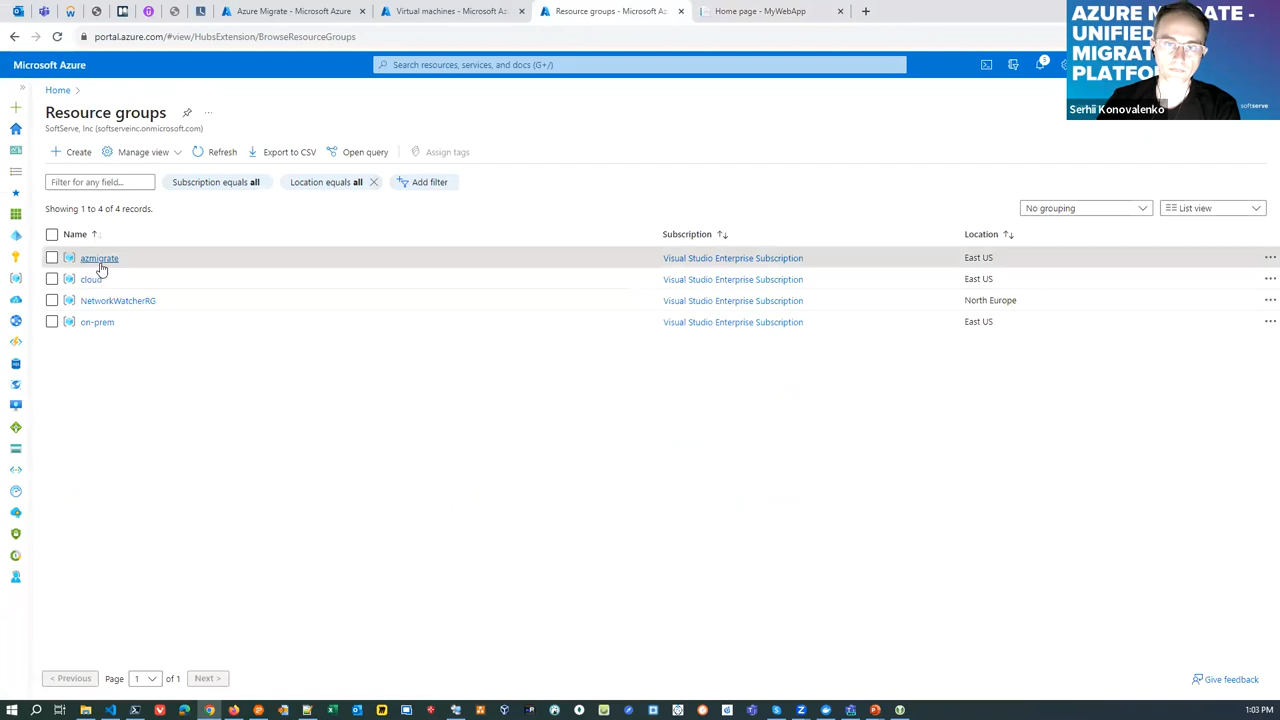 Azure Migrate - Microsoft Azure
Virtual machines - Microsoft Az
Resource groups - Microsoft Az
Home page - MyWebApp
portal.azure.com/#view/HubsExtension/BrowseResourceGroups
Microsoft Azure
Search resources, services, and docs (G+/)
5
AZURE MIGRATE -
UNIFIED
MIGRAT
PLATFO
Serhii Konovalenko
softserve
Home >
Resource groups
SoftServe, Inc (softserveinc.onmicrosoft.com)
Create
Manage view
Refresh
Export to CSV
Open query
Assign tags
Filter for any field...
Subscription equals all
Location equals all
Add filter
Showing 1 to 4 of 4 records.
No grouping
List view
Name
Subscription
Location
azmigrate
Visual Studio Enterprise Subscription
East US
cloud
Visual Studio Enterprise Subscription
East US
NetworkWatcherRG
Visual Studio Enterprise Subscription
North Europe
on-prem
Visual Studio Enterprise Subscription
East US
< Previous
Page
1
of 1
Next >
Give feedback
1:03 PM